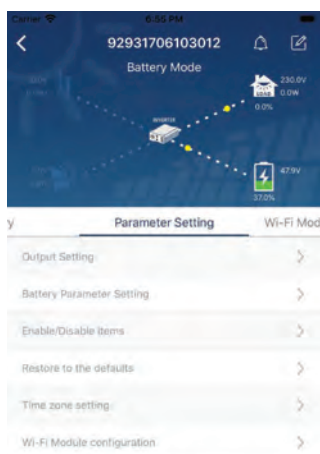 Carrier 6:55 PM
92931706103012
Battery Mode
230.0V
LOAD 0.0W
0.0%
INVERTER
47.9V
37.0%
y Parameter Setting Wi-Fi Mod
Output Setting
Battery Parameter Setting
Enable/Disable items
Restore to the defaults
Time zone setting
Wi-Fi Module configuration